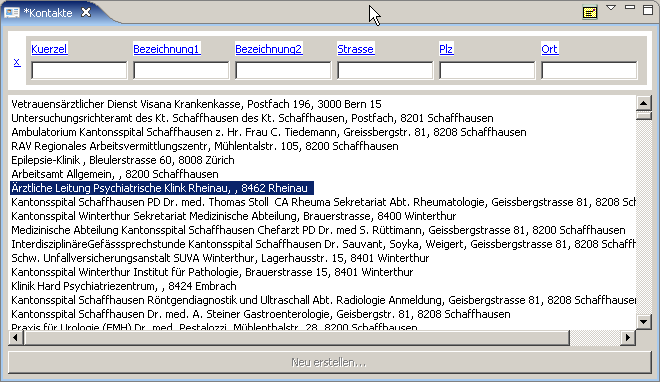 *Kontakte
Kuerzel Bezeichnung1 Bezeichnung2 Strasse Plz Ort
x
Vetrauensärztlicher Dienst Visana Krankenkasse, Postfach 196, 3000 Bern 15
Untersuchungsrichteramt des Kt. Schaffhausen des Kt. Schaffhausen, Postfach, 8201 Schaffhausen
Ambulatorium Kantonsspital Schaffhausen z. Hr. Frau C. Tiedemann, Greissbergstr. 81, 8208 Schaffhausen
RAV Regionales Arbeitsvermittlungszentr, Mühlentalstr. 105, 8200 Schaffhausen
Epilepsie-Klinik , Bleulerstrasse 60, 8008 Zürich
Arbeitsamt Allgemein, , 8200 Schaffhausen
Ärztliche Leitung Psychiatrische Klink Rheinau, , 8462 Rheinau
Kantonsspital Schaffhausen PD Dr. med. Thomas Stoll CA Rheuma Sekretariat Abt. Rheumatologie, Geissbergstrasse 81, 8208 Sch
Kantonsspital Winterthur Sekretariat Medizinische Abteilung, Brauerstrasse, 8400 Winterthur
Medizinische Abteilung Kantonsspital Schaffhausen Chefarzt PD Dr. med S. Rüttimann, Geissbergstrasse 81, 8200 Schaffhausen
InterdisziplinäreGefässsprechstunde Kantonsspital Schaffhausen Dr. Sauvant, Soyka, Weigert, Geissbergstrasse 81, 8208 Schaffh
Schw. Unfallversicherungsanstalt SUVA Winterthur, Lagerhausstr. 15, 8401 Winterthur
Kantonsspital Winterthur Institut für Pathologie, Brauerstrasse 15, 8401 Winterthur
Klinik Hard Psychiatriezentrum, , 8424 Embrach
Kantonsspital Schaffhausen Röntgendiagnostik und Ultraschall Abt. Radiologie Anmeldung, Geisbergstrasse 81, 8208 Schaffhausen
Kantonsspital Schaffhausen Dr. med. A. Steiner Gastroenterologie, Geisbergstr. 81, 8208 Schaffhausen
Praxis für Urologie (FMH) Dr. med. Pestalozzi, Mühlenthalstr. 28, 8200 Schaffhausen
Neu erstellen...